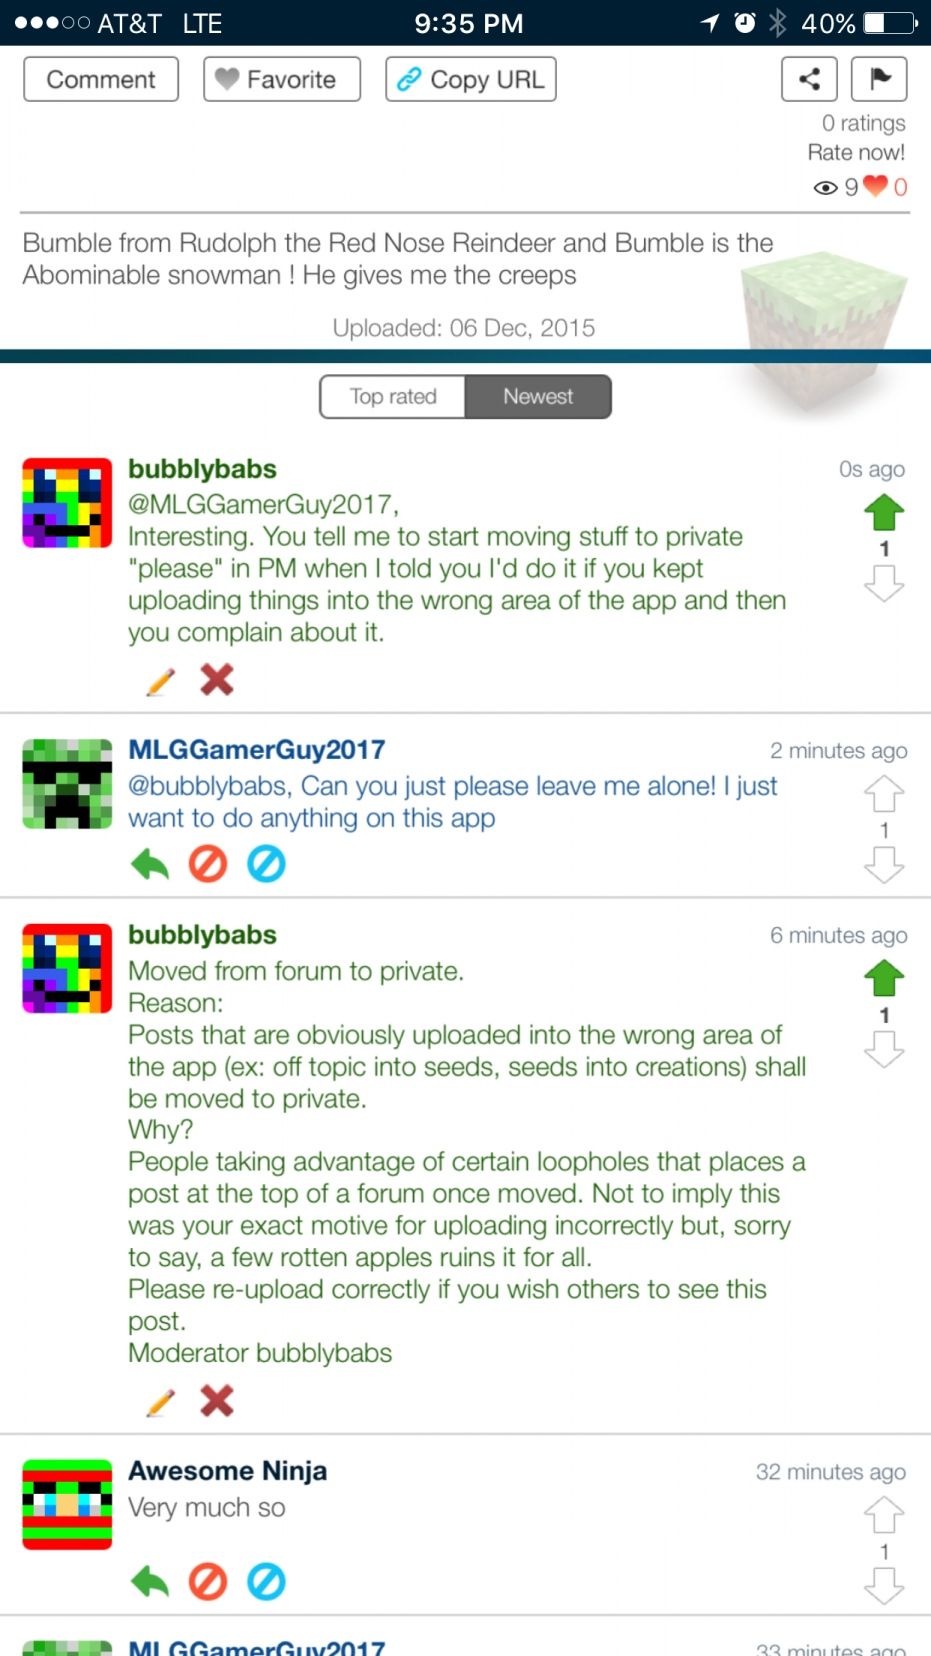 AT&T LTE 9:35 PM 40%
Comment Favorite Copy URL
0 ratings
Rate now!
9 0
Bumble from Rudolph the Red Nose Reindeer and Bumble is the
Abominable snowman ! He gives me the creeps
Uploaded: 06 Dec, 2015
Top rated Newest
bubblybabs 0s ago
@MLGGamerGuy2017,
Interesting. You tell me to start moving stuff to private
"please" in PM when I told you I'd do it if you kept
uploading things into the wrong area of the app and then
you complain about it.
1
MLGGamerGuy2017 2 minutes ago
@bubblybabs, Can you just please leave me alone! I just
want to do anything on this app
1
bubblybabs 6 minutes ago
Moved from forum to private.
Reason:
Posts that are obviously uploaded into the wrong area of
the app (ex: off topic into seeds, seeds into creations) shall
be moved to private.
Why?
People taking advantage of certain loopholes that places a
post at the top of a forum once moved. Not to imply this
was your exact motive for uploading incorrectly but, sorry
to say, a few rotten apples ruins it for all.
Please re-upload correctly if you wish others to see this
post.
Moderator bubblybabs
1
Awesome Ninja 32 minutes ago
Very much so
1
MLGGamerGuy2017 33 minutes ago